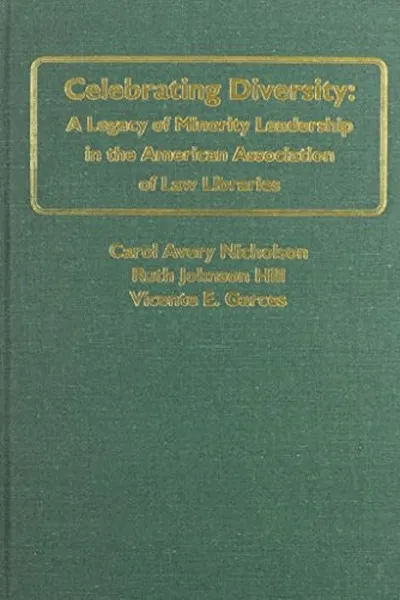 Celebrating Diversity:
A Legacy of Minority Leadership
in the American Association
of Law Libraries
Carol Avery Nicholson
Ruth Johnson Hill
Vicente E. Garces